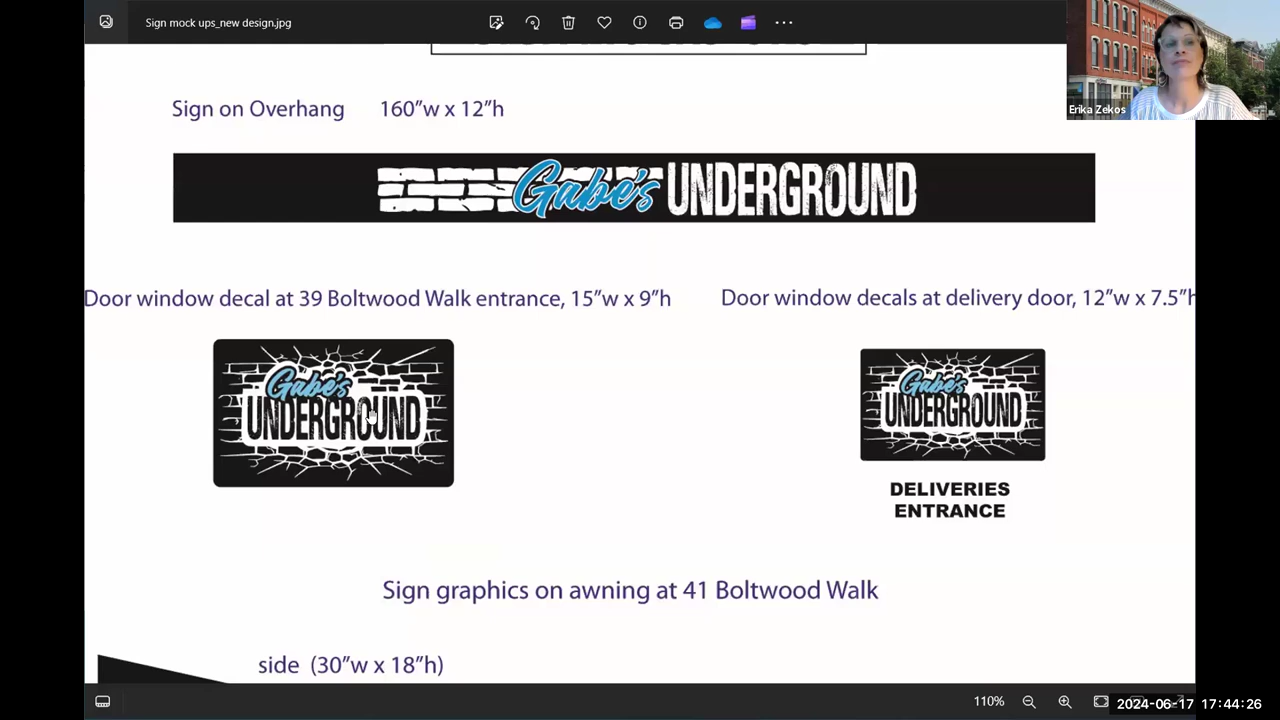 Sign mock ups_new design.jpg
Erika Zekos
Sign on Overhang 160”w x 12”h
Gabe's UNDERGROUND
Door window decal at 39 Boltwood Walk entrance, 15”w x 9”h
Door window decals at delivery door, 12”w x 7.5”h
Gabe's
UNDERGROUND
Gabe's
UNDERGROUND
DELIVERIES
ENTRANCE
Sign graphics on awning at 41 Boltwood Walk
side (30”w x 18”h)
110%
2024-06-17 17:44:26